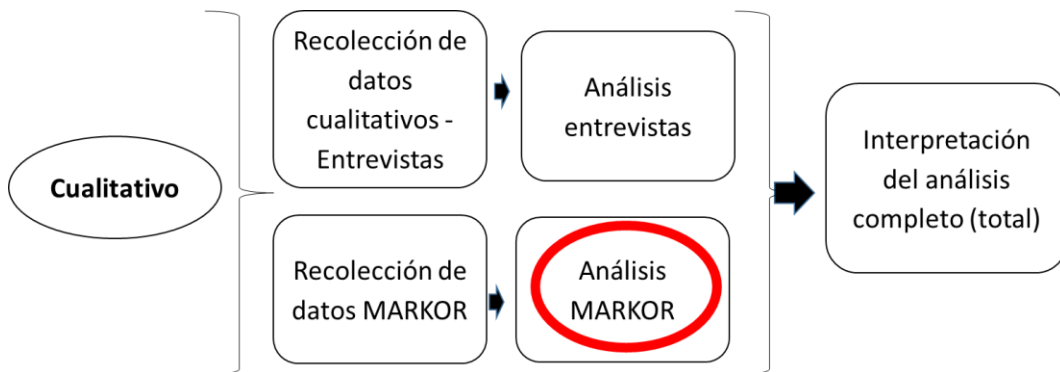 Cualitativo
Recolección de
datos
cualitativos -
Entrevistas
Análisis
entrevistas
Recolección de
datos MARKOR
Análisis
MARKOR
Interpretación
del análisis
completo (total)